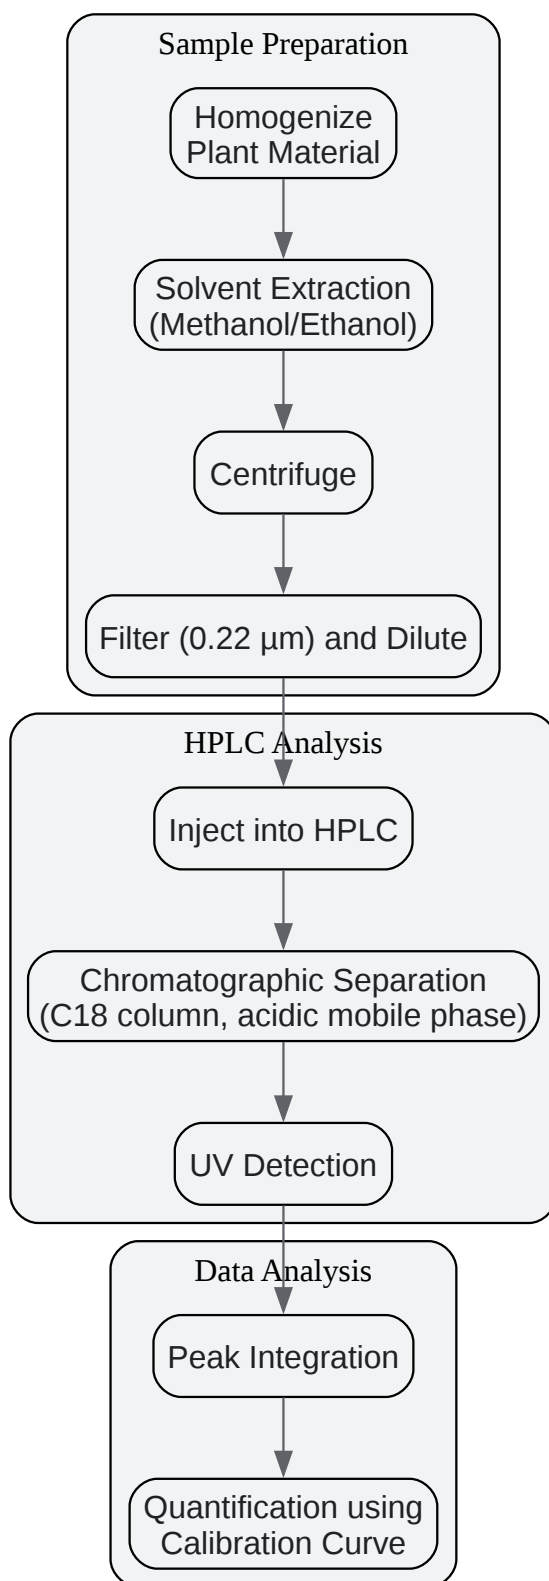 Sample Preparation
Homogenize
Plant Material
Solvent Extraction
(Methanol/Ethanol)
Centrifuge
Filter (0.22 µm) and Dilute
HPLC Analysis
Inject into HPLC
Chromatographic Separation
(C18 column, acidic mobile phase)
UV Detection
Data Analysis
Peak Integration
Quantification using
Calibration Curve